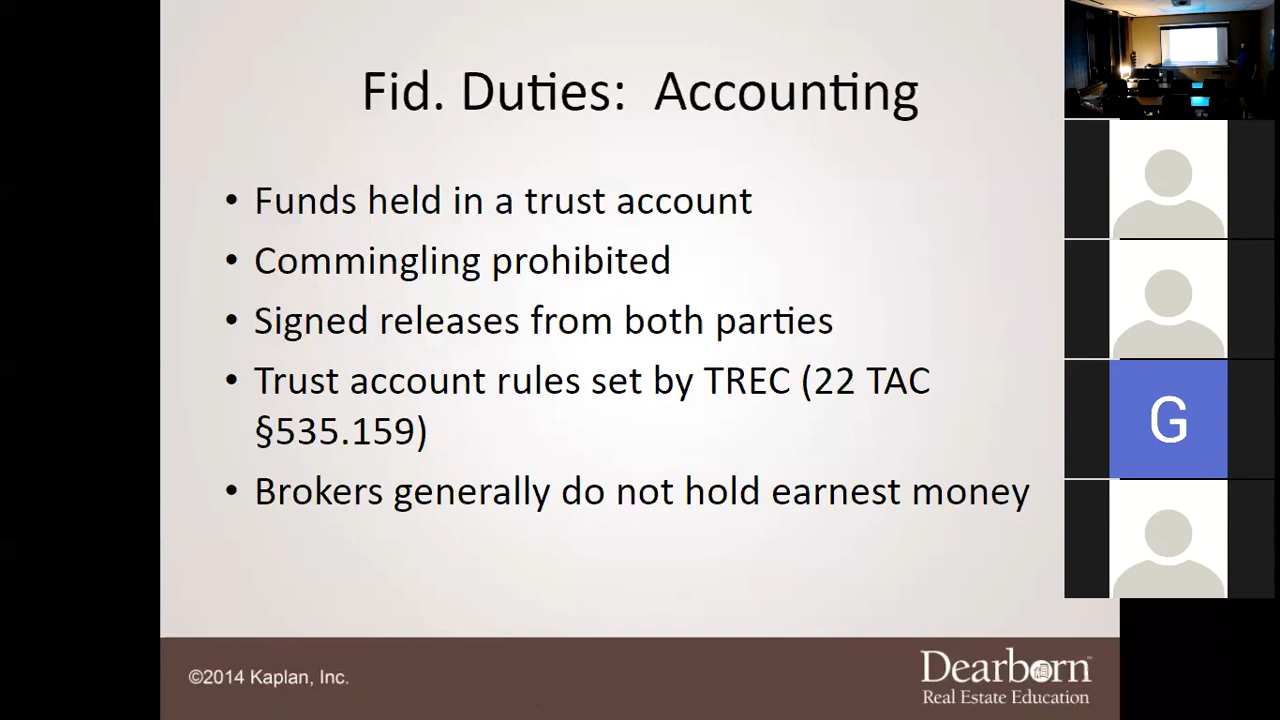 Fid. Duties: Accounting
• Funds held in a trust account
• Commingling prohibited
• Signed releases from both parties
• Trust account rules set by TREC (22 TAC
§535.159)
• Brokers generally do not hold earnest money
G
©2014 Kaplan, Inc.
Dearborn™
Real Estate Education